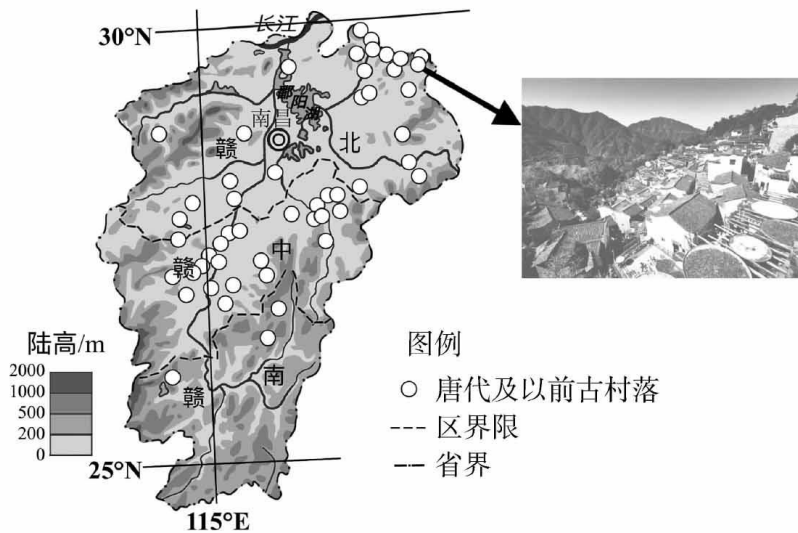 30°N
长江
鄱阳湖
南昌
赣北
赣中
赣南
陆高/m
2000
1000
500
200
0
25°N
115°E
图例
唐代及以前古村落
区界限
省界